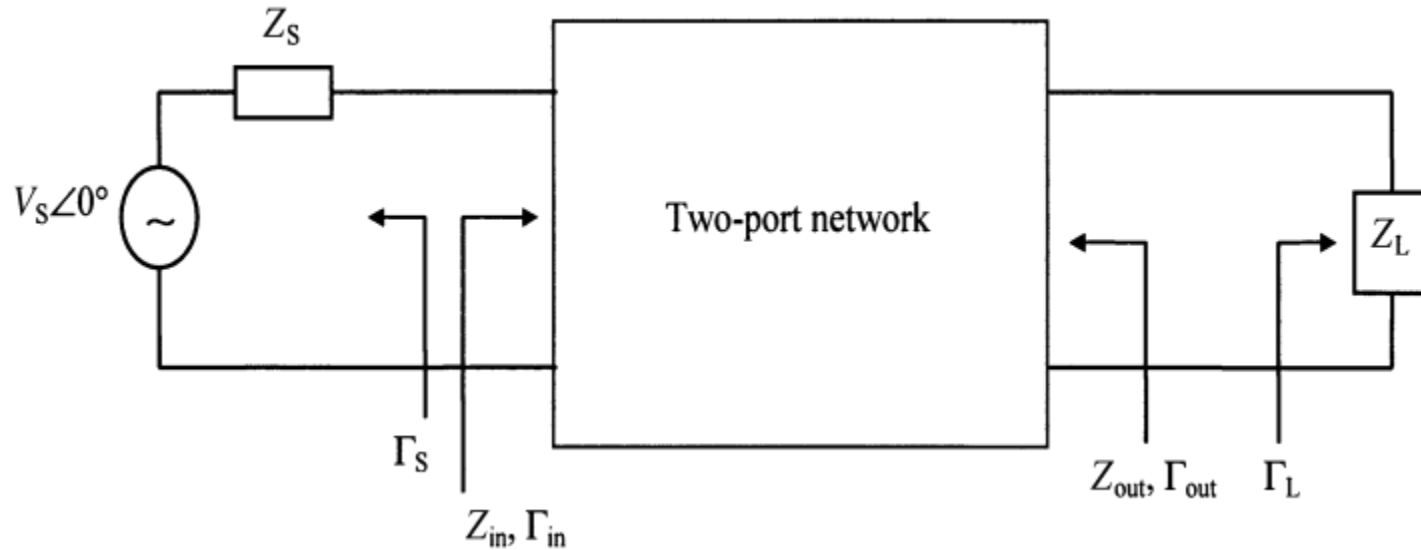 Z_S
V_S∠0°
~
Two-port network
Z_L
Γ_S
Z_in, Γ_in
Z_out, Γ_out
Γ_L